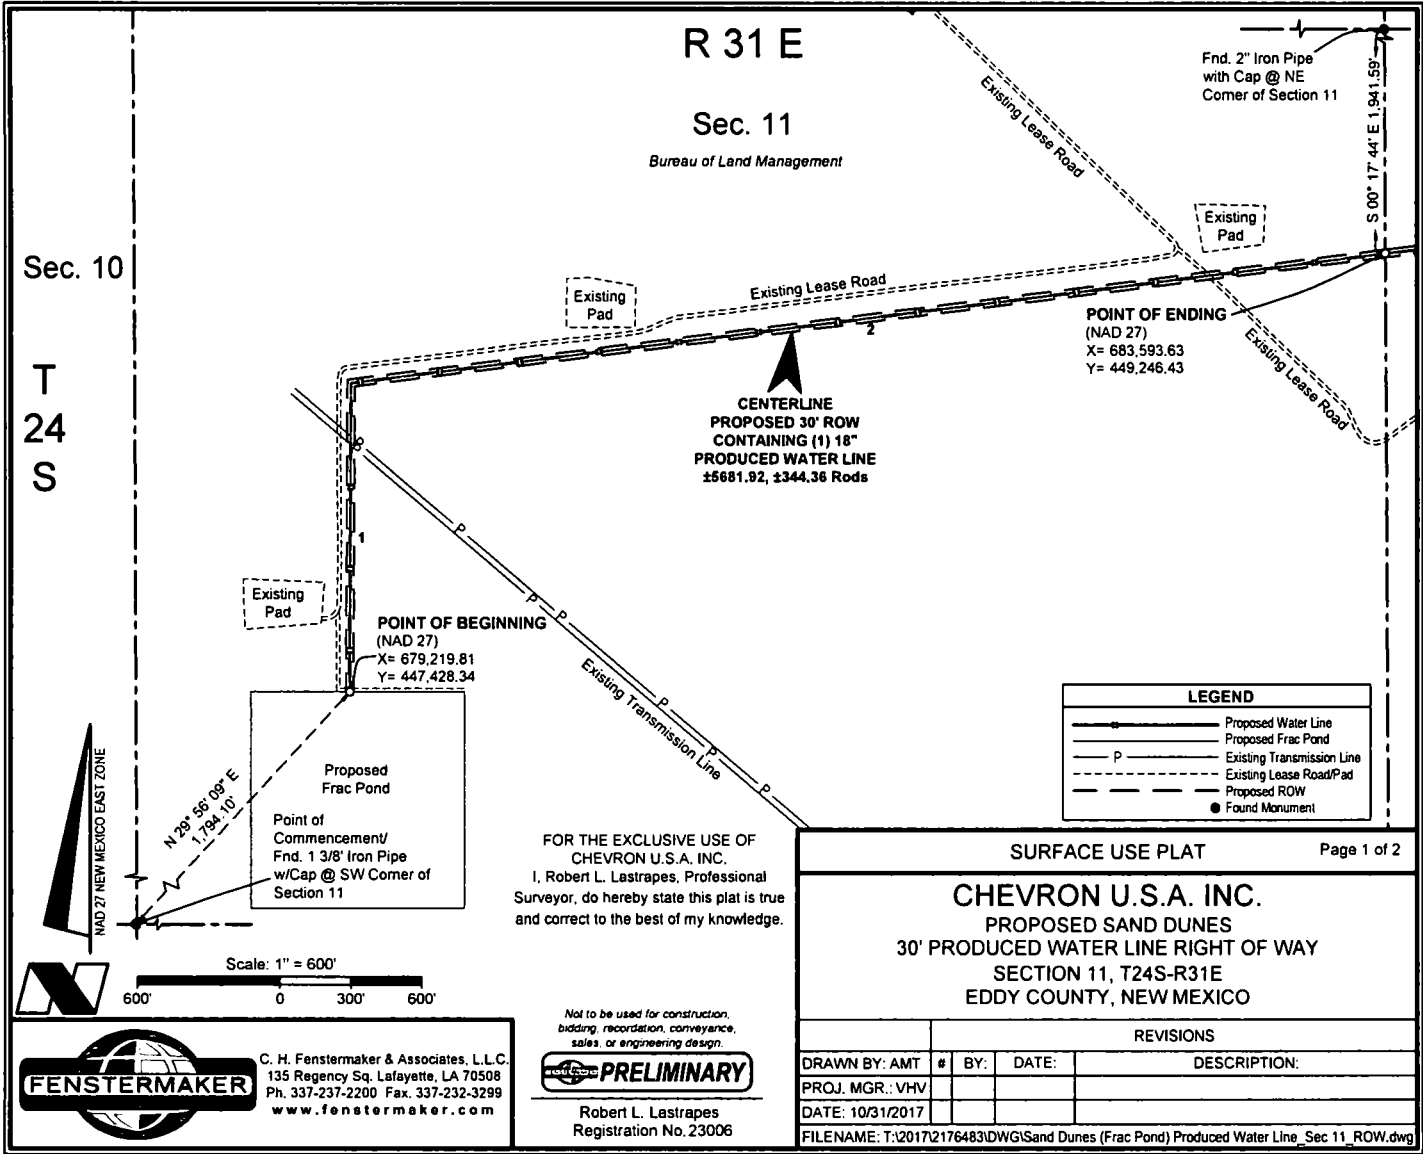 R 31 E
Sec. 11
Bureau of Land Management
Fnd. 2" Iron Pipe
with Cap @ NE
Corner of Section 11
S 00° 17' 44' E 1,941.59'
Existing Lease Road
Existing
Pad
Sec. 10
Existing
Pad
Existing Lease Road
2
POINT OF ENDING
(NAD 27)
X= 683,593.63
Y= 449,246.43
Existing Lease Road
T
24
S
CENTERLINE
PROPOSED 30' ROW
CONTAINING (1) 18"
PRODUCED WATER LINE
±5681.92, ±344.36 Rods
P
P
P
P
P
P
P
1
Existing
Pad
POINT OF BEGINNING
(NAD 27)
X= 679,219.81
Y= 447,428.34
Existing Transmission Line
LEGEND
Proposed Water Line
Proposed Frac Pond
P
Existing Transmission Line
Existing Lease Road/Pad
Proposed ROW
Found Monument
NAD 27 NEW MEXICO EAST ZONE
N 29° 56' 09" E
1,794.10'
Proposed
Frac Pond
Point of
Commencement/
Fnd. 1 3/8' Iron Pipe
w/Cap @ SW Corner of
Section 11
FOR THE EXCLUSIVE USE OF
CHEVRON U.S.A. INC.
I, Robert L. Lastrapes, Professional
Surveyor, do hereby state this plat is true
and correct to the best of my knowledge.
SURFACE USE PLAT
Page 1 of 2
CHEVRON U.S.A. INC.
PROPOSED SAND DUNES
30' PRODUCED WATER LINE RIGHT OF WAY
SECTION 11, T24S-R31E
EDDY COUNTY, NEW MEXICO
Scale: 1" = 600'
600' 0 300' 600'
FENSTERMAKER
C. H. Fenstermaker & Associates, L.L.C.
135 Regency Sq. Lafayette, LA 70508
Ph. 337-237-2200 Fax. 337-232-3299
www.fenstermaker.com
Not to be used for construction,
bidding, recordation, conveyance,
sales, or engineering design.
PRELIMINARY
Robert L. Lastrapes
Registration No. 23006
REVISIONS
DRAWN BY: AMT # BY: DATE: DESCRIPTION:
PROJ. MGR.: VHV
DATE: 10/31/2017
FILENAME: T:\2017\2176483\DWG\Sand Dunes (Frac Pond) Produced Water Line_Sec 11_ROW.dwg